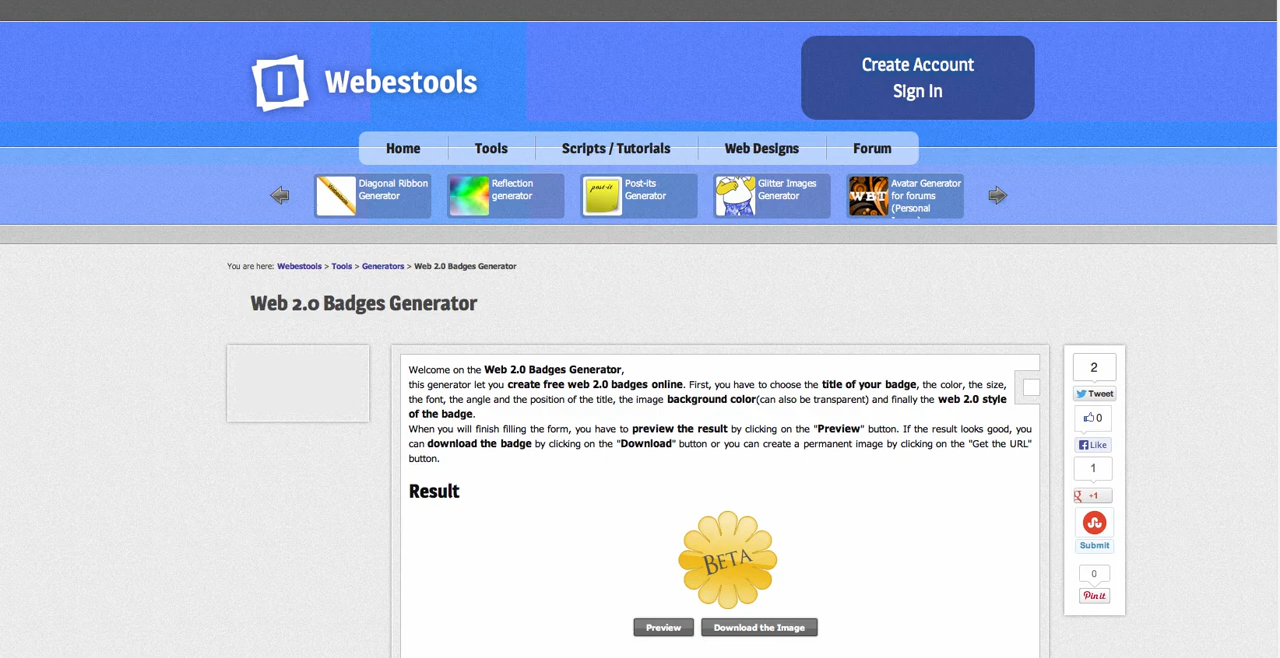 Webestools
Create Account
Sign In
Home
Tools
Scripts / Tutorials
Web Designs
Forum
Diagonal Ribbon
Generator
Reflection
generator
post-it
Post-its
Generator
Glitter Images
Generator
WBT
Avatar Generator
for forums
(Personal
You are here: Webestools > Tools > Generators > Web 2.0 Badges Generator
Web 2.0 Badges Generator
Welcome on the Web 2.0 Badges Generator,
this generator let you create free web 2.0 badges online. First, you have to choose the title of your badge, the color, the size,
the font, the angle and the position of the title, the image background color(can also be transparent) and finally the web 2.0 style
of the badge.
When you will finish filling the form, you have to preview the result by clicking on the "Preview" button. If the result looks good, you
can download the badge by clicking on the "Download" button or you can create a permanent image by clicking on the "Get the URL"
button.
Result
BETA
Preview
Download the Image
2
Tweet
0
Like
1
+1
Submit
0
Pin it